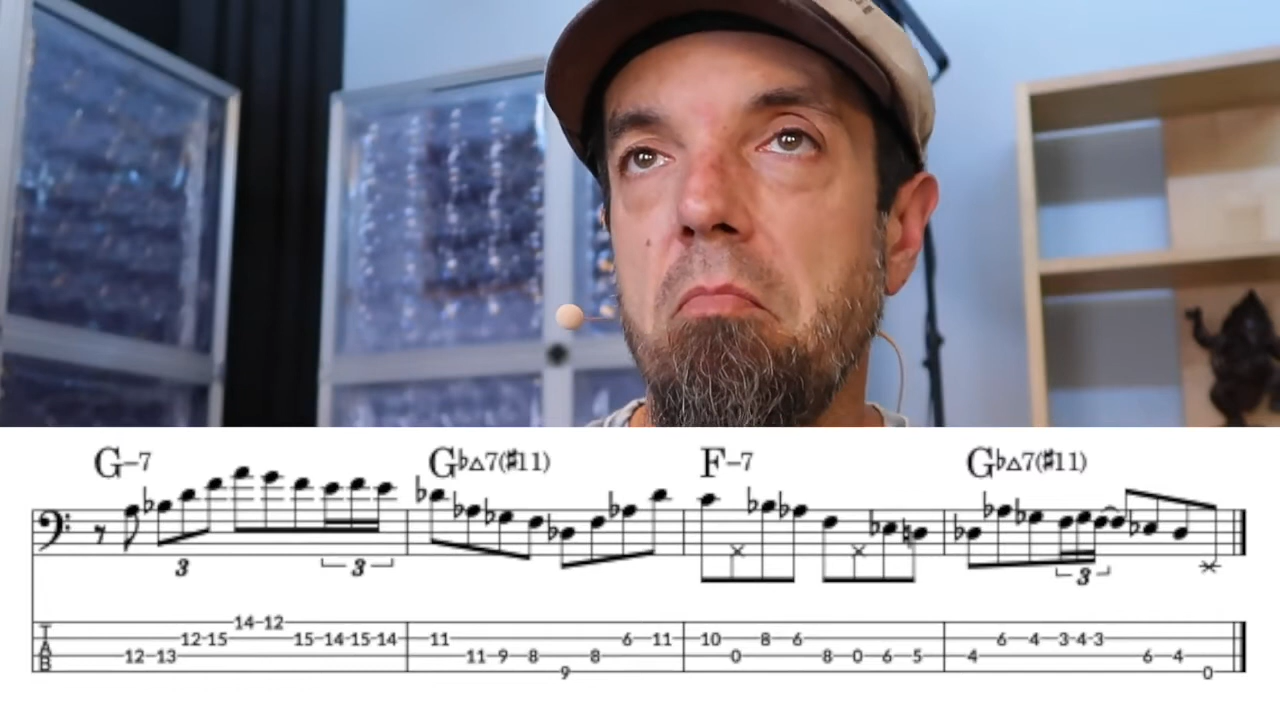 G–7 G♭△7(♯11) F–7 G♭△7(♯11)
3 3 3
14–12
T 12–15 15–14–15–14 11 6 11 10 8 6 6 4 3–4–3
A 12–13 11–9 8 8 0 8 0 6 5 4 6 4
B 9 0